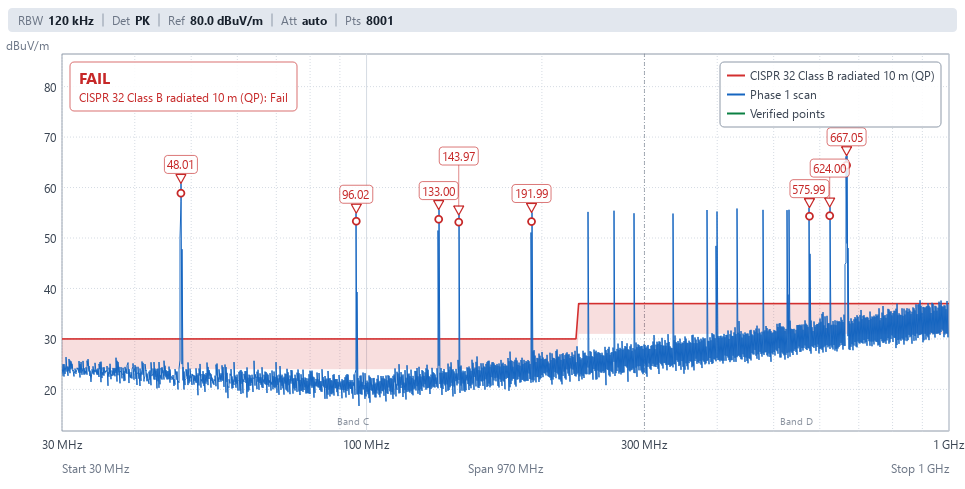 RBW 120 kHz | Det PK | Ref 80.0 dBuV/m | Att auto | Pts 8001
dBuV/m
FAIL
CISPR 32 Class B radiated 10 m (QP): Fail
CISPR 32 Class B radiated 10 m (QP)
Phase 1 scan
Verified points
80
70
60
50
40
30
20
48.01
96.02
133.00
143.97
191.99
575.99
624.00
667.05
Band C
Band D
30 MHz
100 MHz
300 MHz
1 GHz
Start 30 MHz
Span 970 MHz
Stop 1 GHz